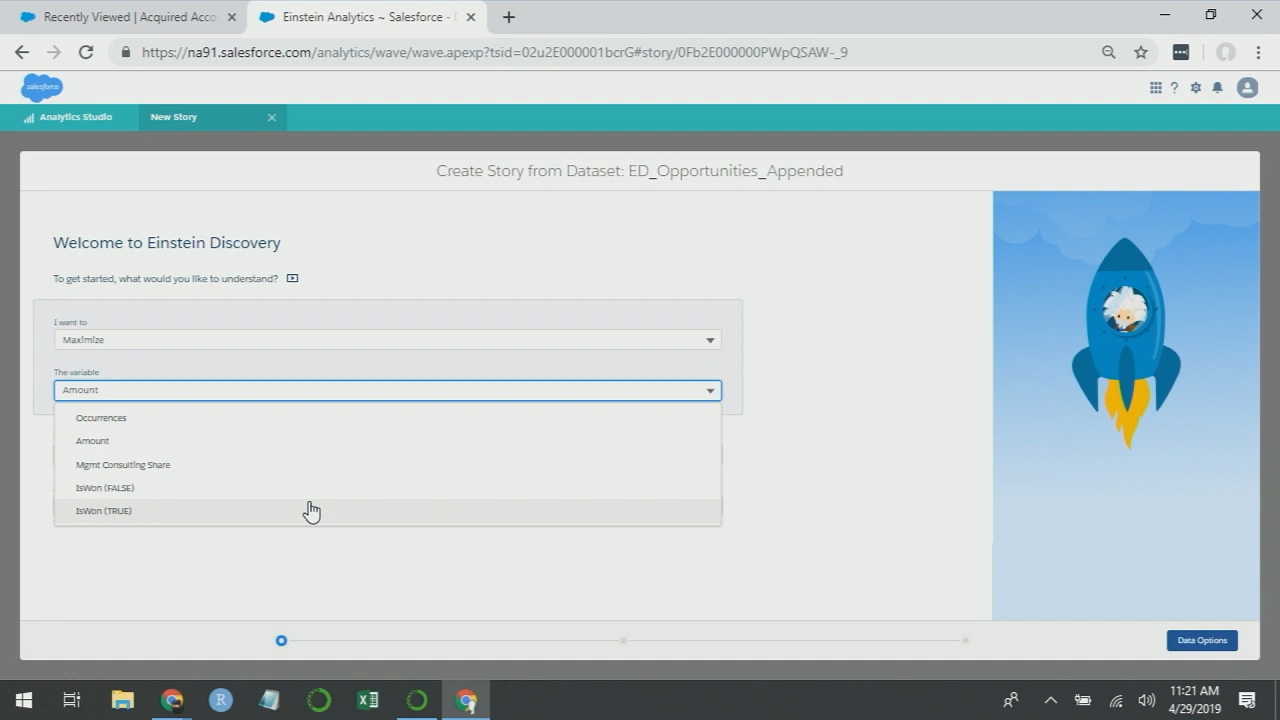 Recently Viewed | Acquired Acco
Einstein Analytics ~ Salesforce -
https://na91.salesforce.com/analytics/wave/wave.apexp?tsid=02u2E000001bcrG#story/0Fb2E000000PWpQSAW-_9
salesforce
Analytics Studio
New Story
Create Story from Dataset: ED_Opportunities_Appended
Welcome to Einstein Discovery
To get started, what would you like to understand?
I want to
Maximize
The variable
Amount
Occurrences
Amount
Mgmt Consulting Share
IsWon (FALSE)
IsWon (TRUE)
Data Options
R
11:21 AM
4/29/2019